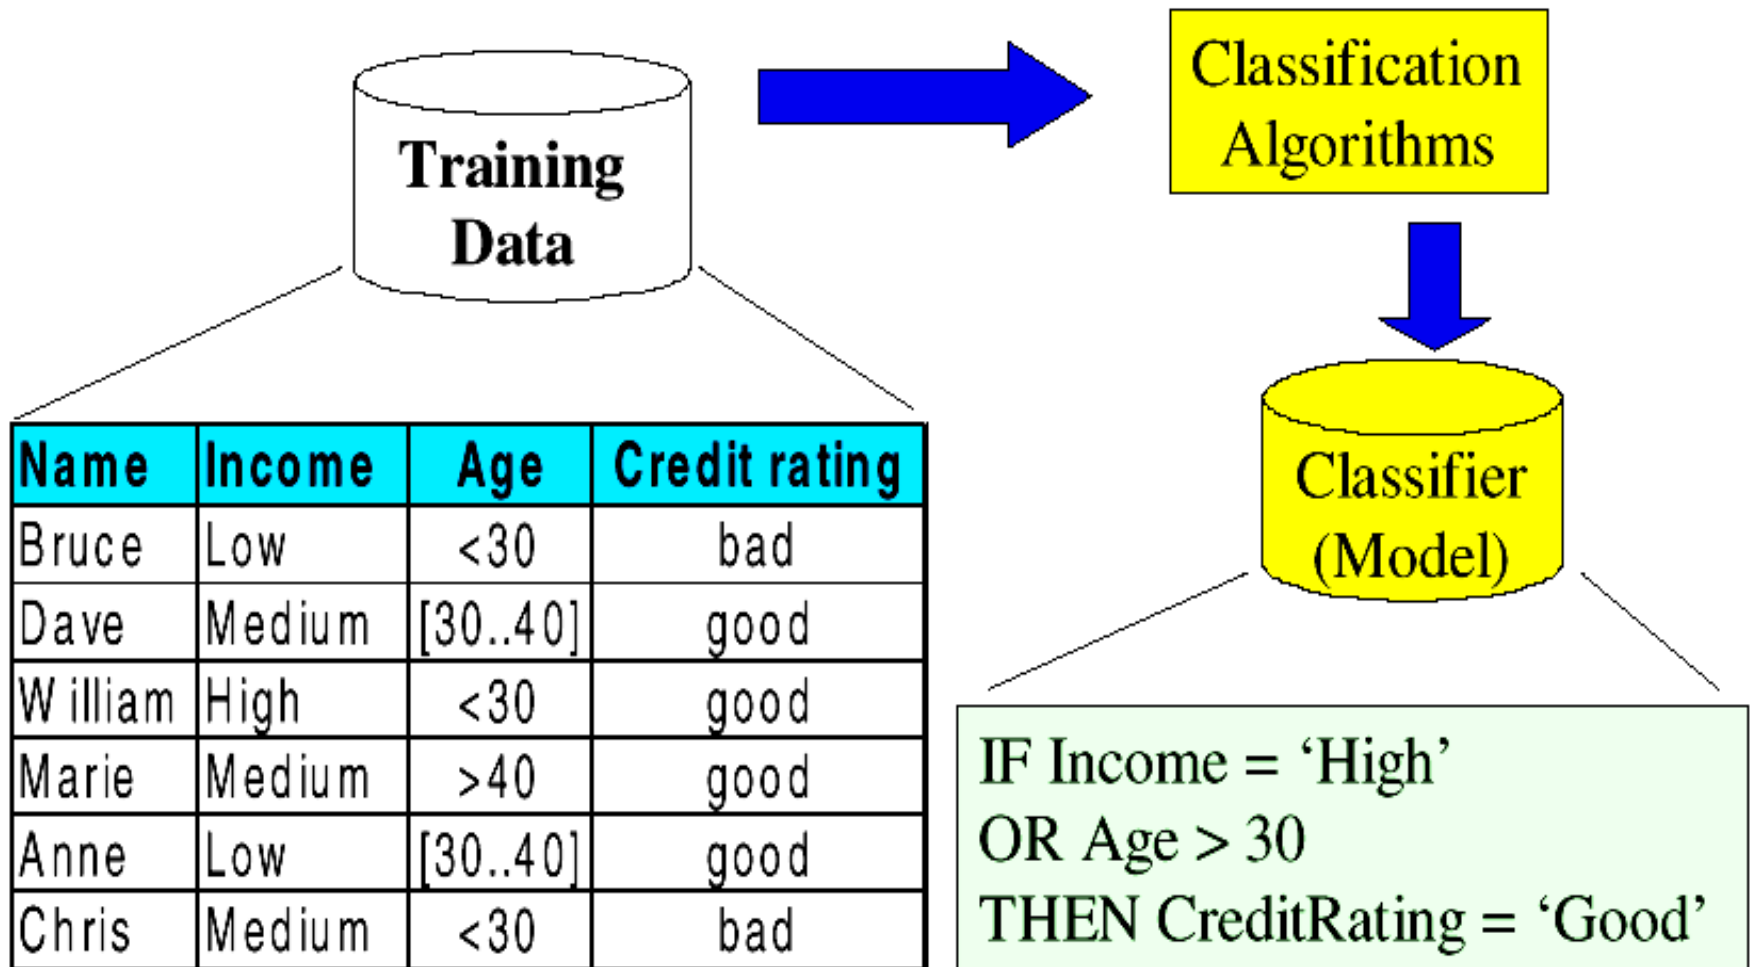 Training
Data
Classification
Algorithms
Classifier
(Model)
Name Income Age Credit rating
Bruce Low <30 bad
Dave Medium [30..40] good
William High <30 good
Marie Medium >40 good
Anne Low [30..40] good
Chris Medium <30 bad
IF Income = ‘High’
OR Age > 30
THEN CreditRating = ‘Good’